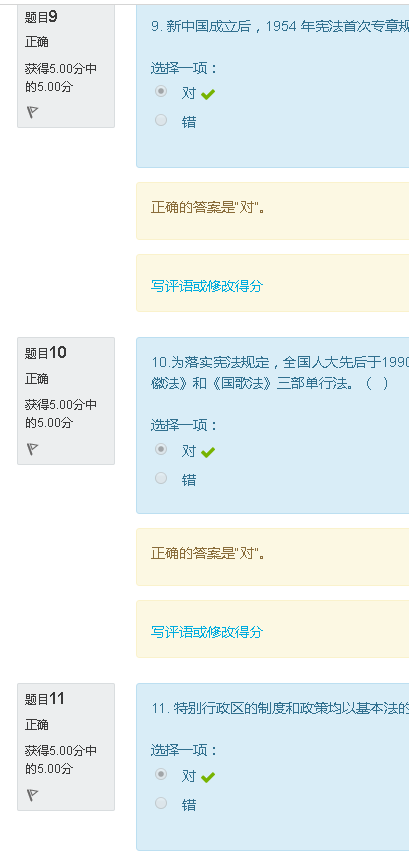 题目9
正确
获得5.00分中
的5.00分
9. 新中国成立后，1954 年宪法首次专章
选择一项：
对
错
正确的答案是“对”。
写评语或修改得分
题目10
正确
获得5.00分中
的5.00分
10.为落实宪法规定，全国人大先后于1990
徽法》和《国歌法》三部单行法。（ ）
选择一项：
对
错
正确的答案是“对”。
写评语或修改得分
题目11
正确
获得5.00分中
的5.00分
11. 特别行政区的制度和政策均以基本法的
选择一项：
对
错